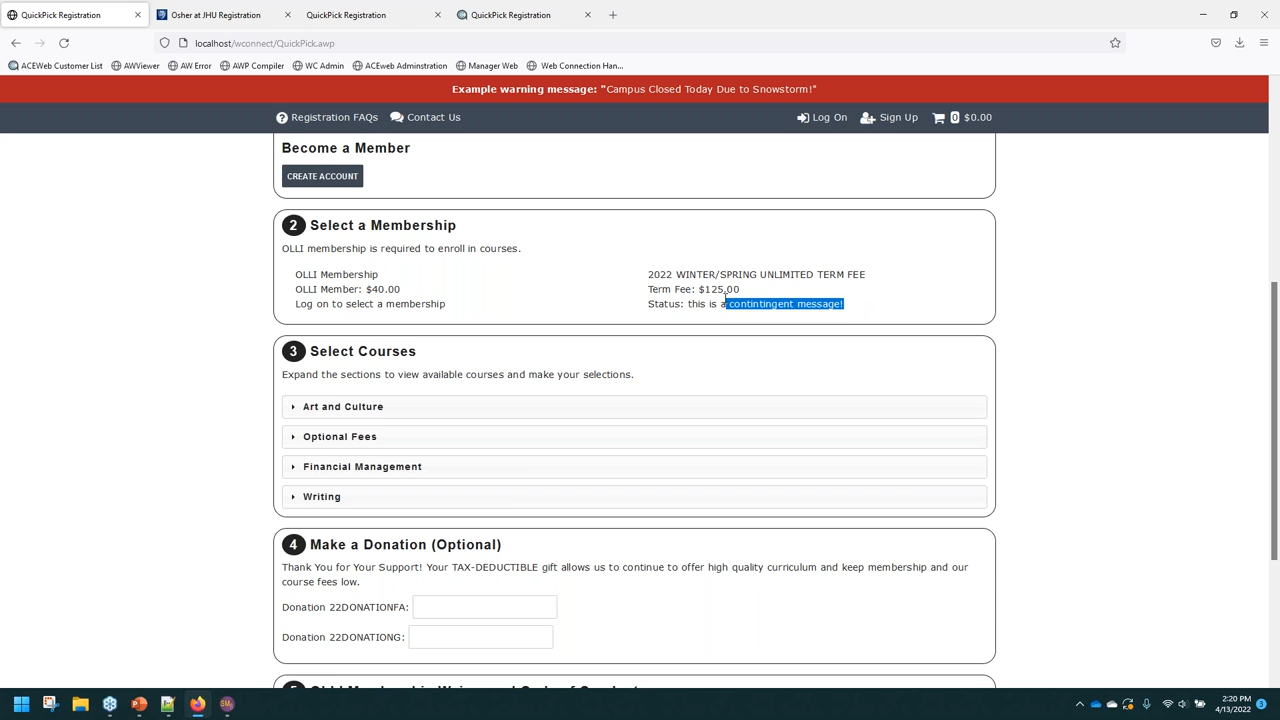 QuickPick Registration
Osher at JHU Registration
QuickPick Registration
QuickPick Registration
localhost/wconnect/QuickPick.awp
ACEWeb Customer List
AWViewer
AW Error
AWP Compiler
WC Admin
ACEweb Adminstration
Manager Web
Web Connection Han...
Example warning message: "Campus Closed Today Due to Snowstorm!"
Registration FAQs
Contact Us
Log On
Sign Up
0 $0.00
Become a Member
CREATE ACCOUNT
2 Select a Membership
OLLI membership is required to enroll in courses.
OLLI Membership
OLLI Member: $40.00
Log on to select a membership
2022 WINTER/SPRING UNLIMITED TERM FEE
Term Fee: $125.00
Status: this is a contintingent message!
3 Select Courses
Expand the sections to view available courses and make your selections.
Art and Culture
Optional Fees
Financial Management
Writing
4 Make a Donation (Optional)
Thank You for Your Support! Your TAX-DEDUCTIBLE gift allows us to continue to offer high quality curriculum and keep membership and our
course fees low.
Donation 22DONATIONFA:
Donation 22DONATIONG:
2:20 PM
4/13/2022